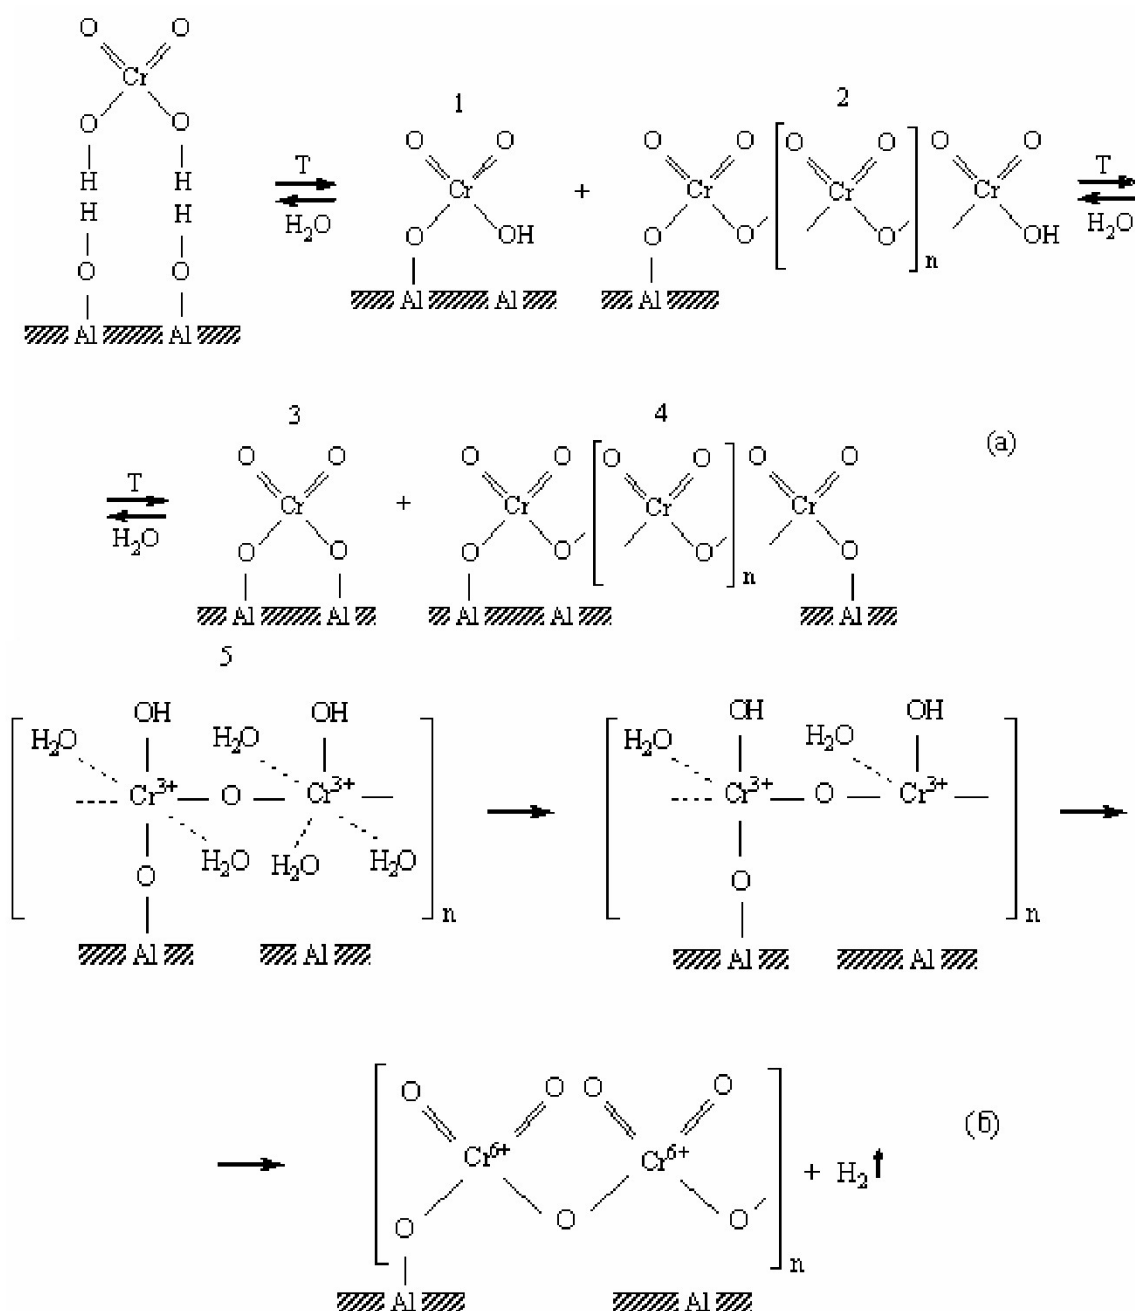 O O
Cr
O O
H H
H H
O O
Al Al
T
H₂O
1
O O
Cr
O OH
Al Al
+
2
O O O O O O
Cr Cr Cr
O O O n OH
Al
T
H₂O
T
H₂O
3
O O
Cr
O O
Al Al
+
4
O O O O O O
Cr Cr Cr
O O O n O
Al Al Al
(а)
5
OH OH
H₂O H₂O
Cr³⁺ O Cr³⁺
H₂O H₂O H₂O
O
n
Al Al
OH OH
H₂O H₂O
Cr³⁺ O Cr³⁺
O
n
Al Al
O O O O
Cr⁶⁺ Cr⁶⁺
O O O
n
Al Al
+ H₂
(б)